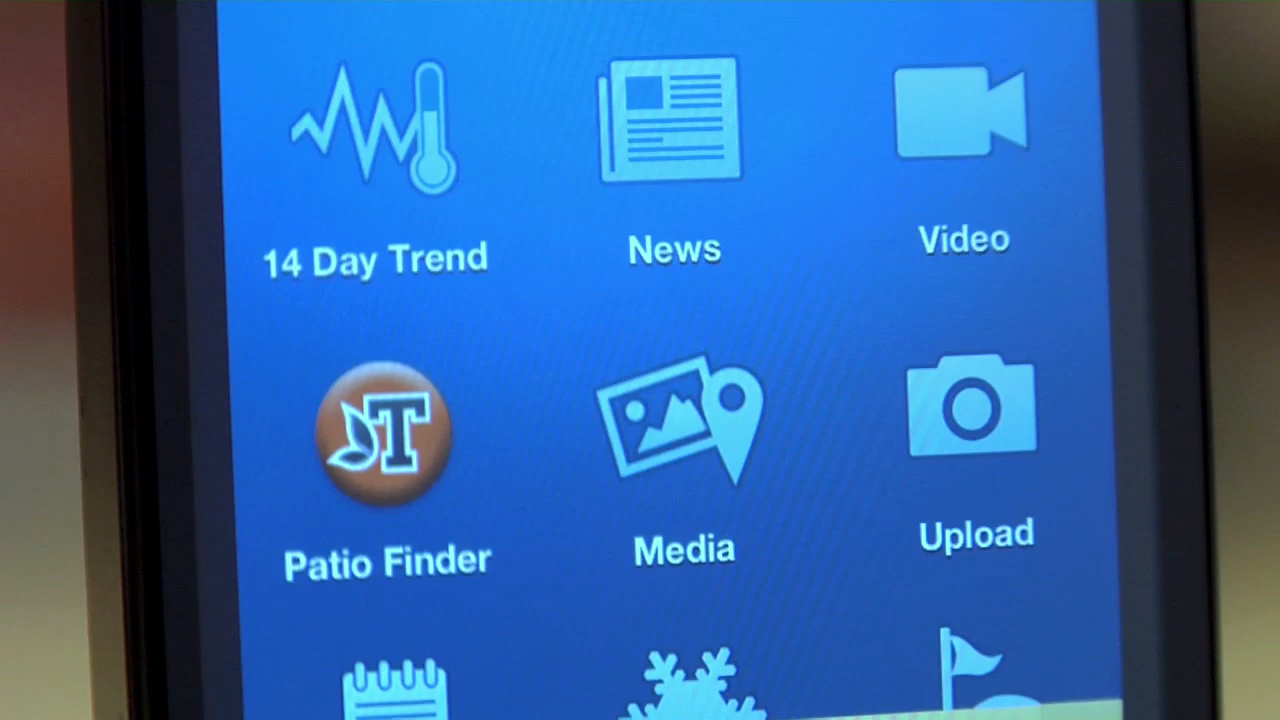 14 Day Trend
News
Video
T
Patio Finder
Media
Upload